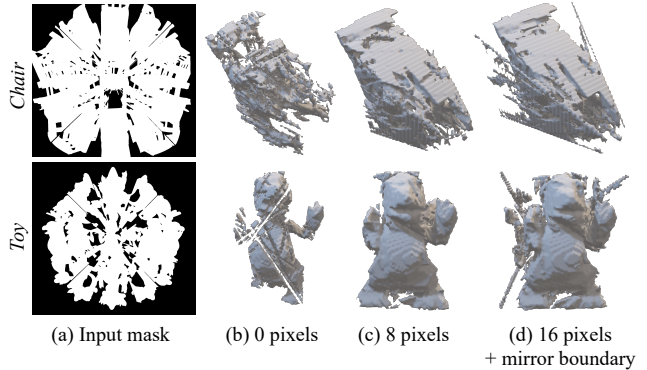 Chair
Toy
(a) Input mask
(b) 0 pixels
(c) 8 pixels
(d) 16 pixels
+ mirror boundary